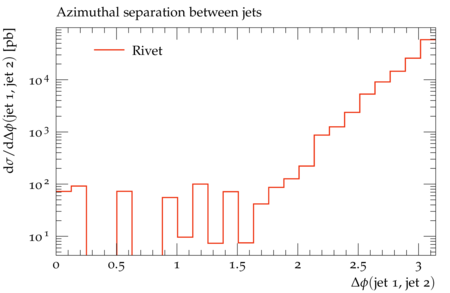 Azimuthal separation between jets
dσ/dΔϕ(jet 1, jet 2) [pb]
Rivet
10⁴
10³
10²
10¹
0 0.5 1 1.5 2 2.5 3
Δϕ(jet 1, jet 2)